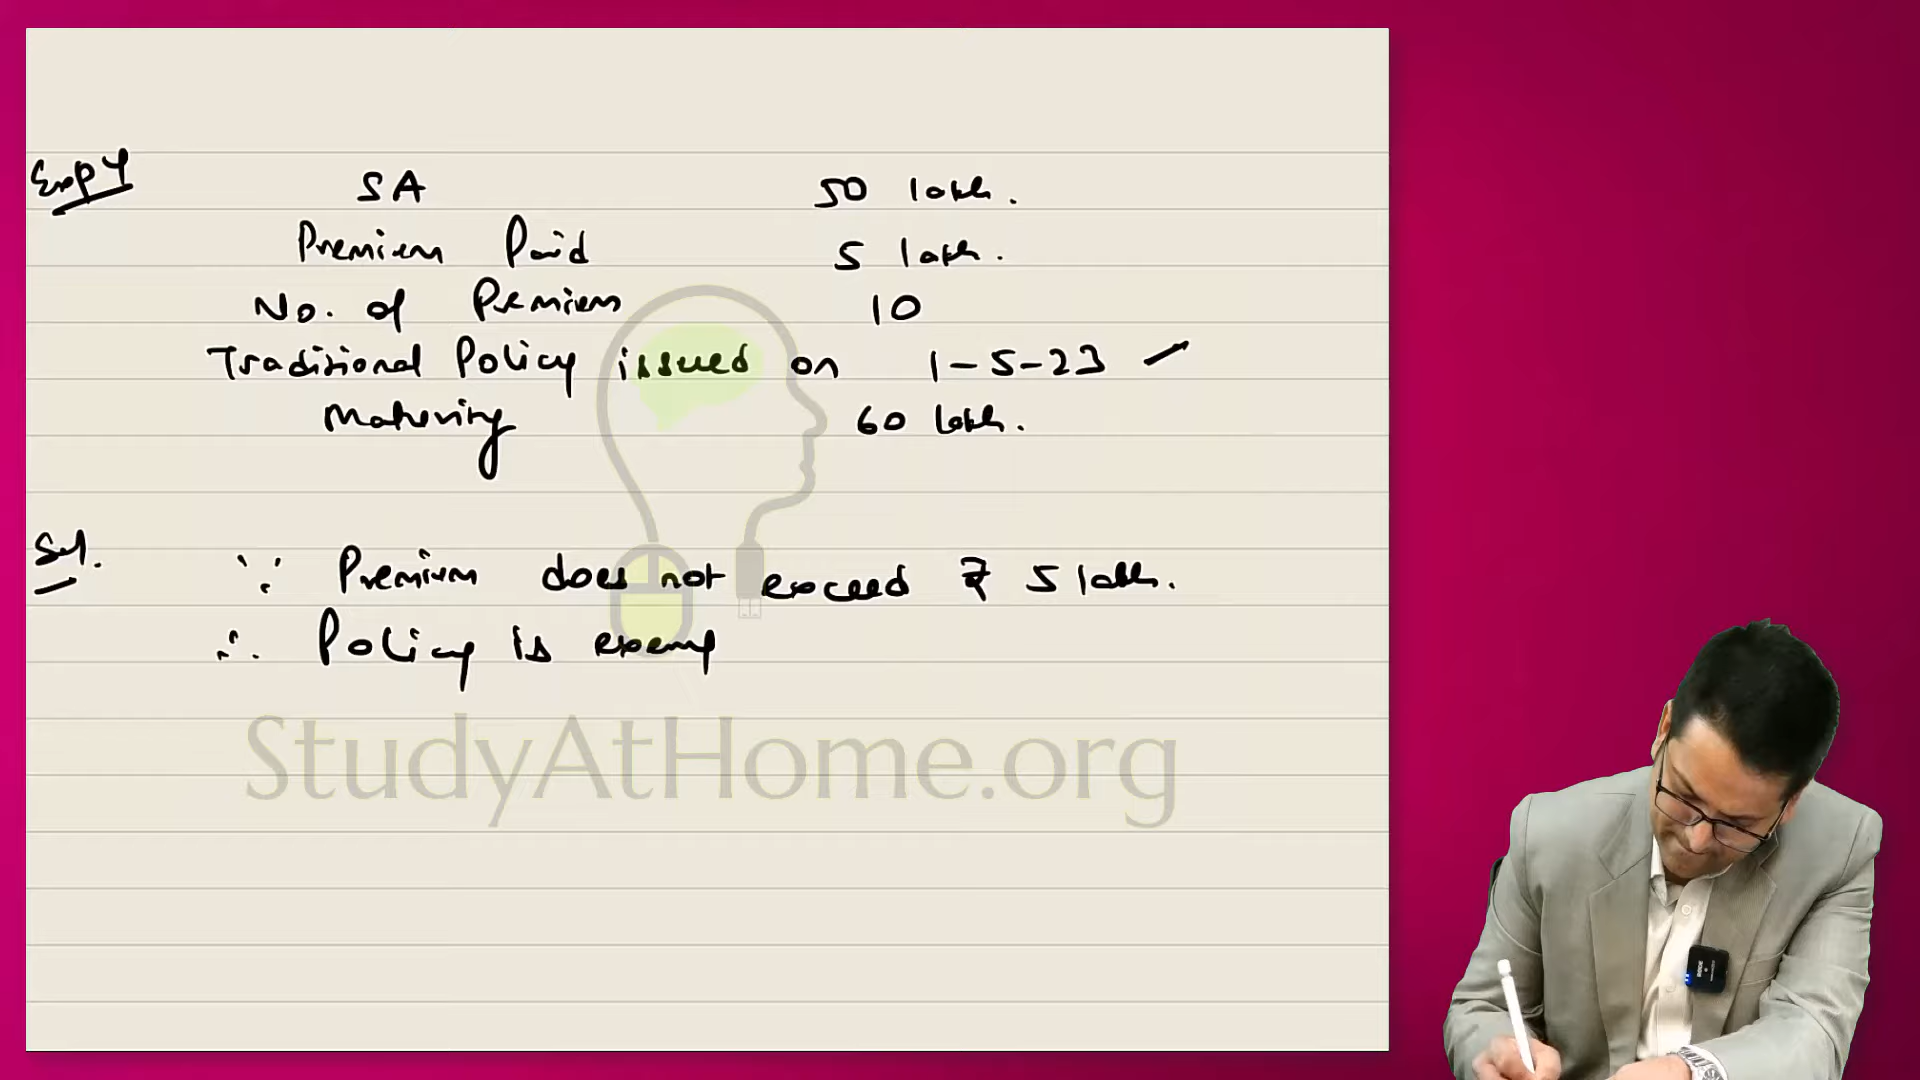 Exp 4
SA 50 lakh.
Premium Paid 5 lakh.
No. of Premium 10
Traditional Policy issued on 1-5-23
Maturity 60 lakh.
Sol. ∵ Premium does not exceed ₹ 5 lakh.
∴ Policy is exemp
StudyAtHome.org